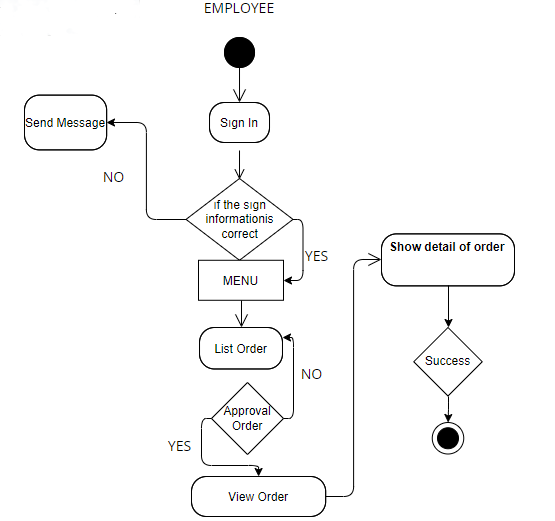 EMPLOYEE
Sign In
Send Message
NO
if the sign
informationis
correct
YES
Show detail of order
MENU
List Order
Success
NO
Approval
Order
YES
View Order